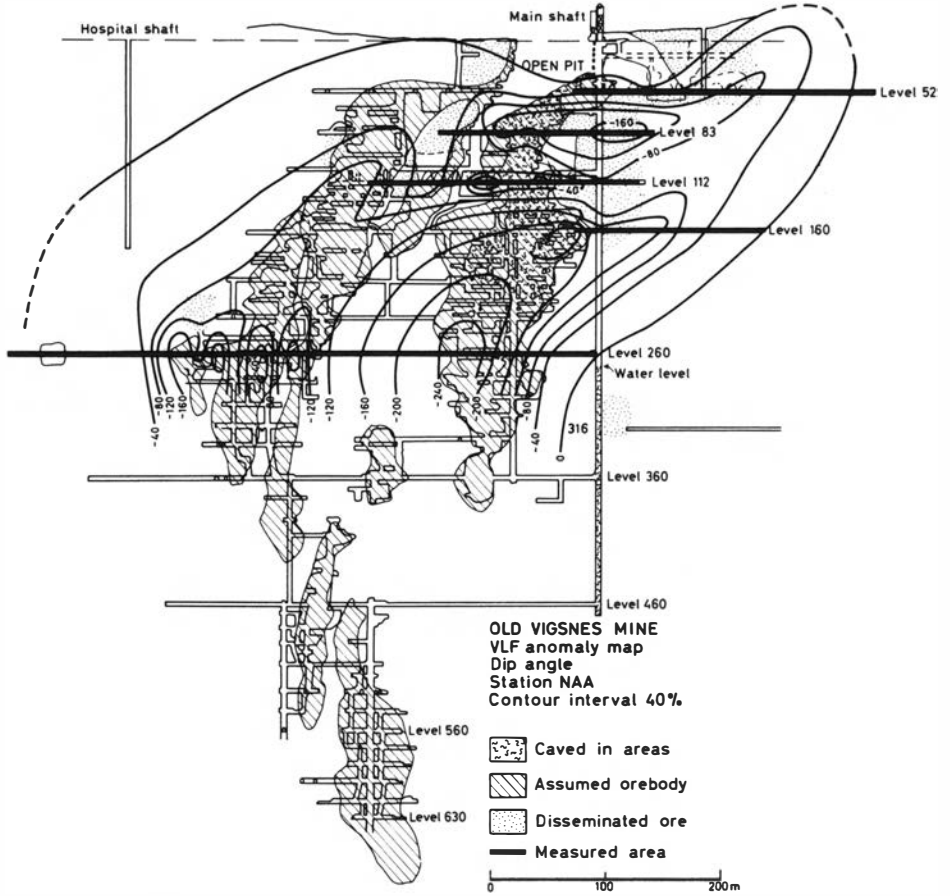 Hospital shaft
Main shaft
OPEN PIT
Level 52
-160
Level 83
-80
-40
Level 112
Level 160
Level 260
Water level
-40
-80
-120
-160
-120
-120
-160
-200
-240
-200
-80
-40
0
316
Level 360
Level 460
OLD VIGSNES MINE
VLF anomaly map
Dip angle
Station NAA
Contour interval 40%
Level 560
Caved in areas
Assumed orebody
Disseminated ore
Level 630
Measured area
0 100 200 m